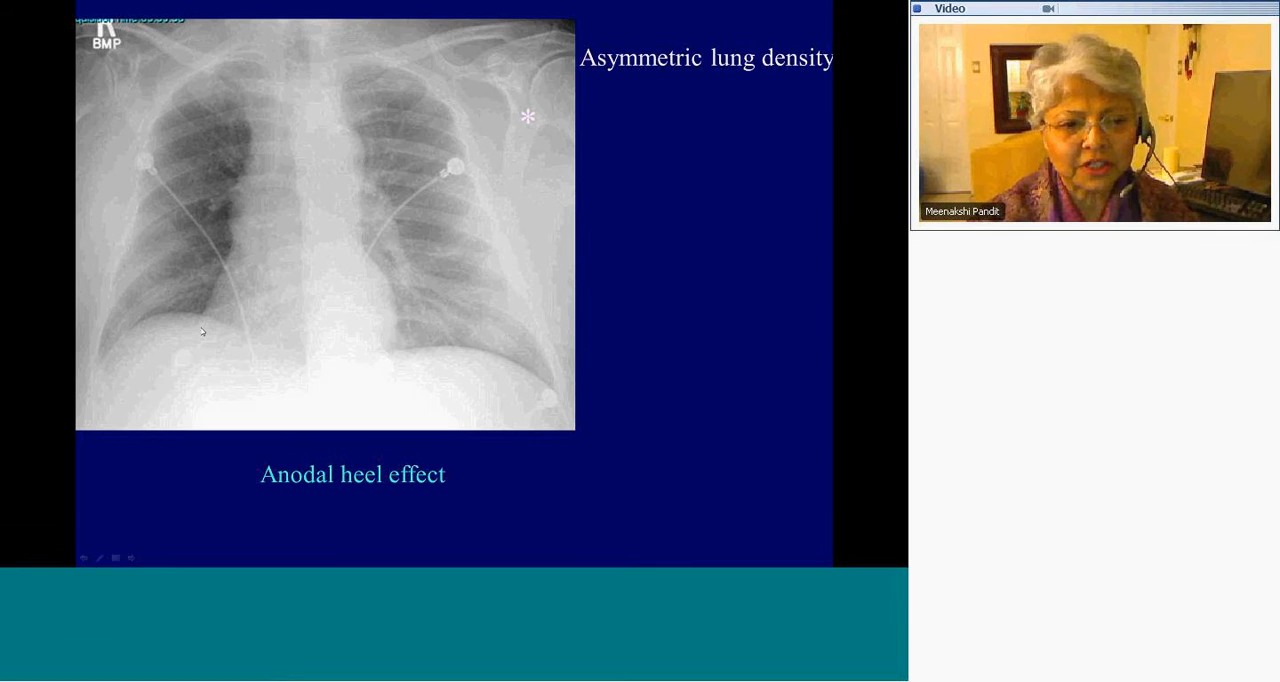 R
BMP
Asymmetric lung density
*
Anodal heel effect
Video
Meenakshi Pandit